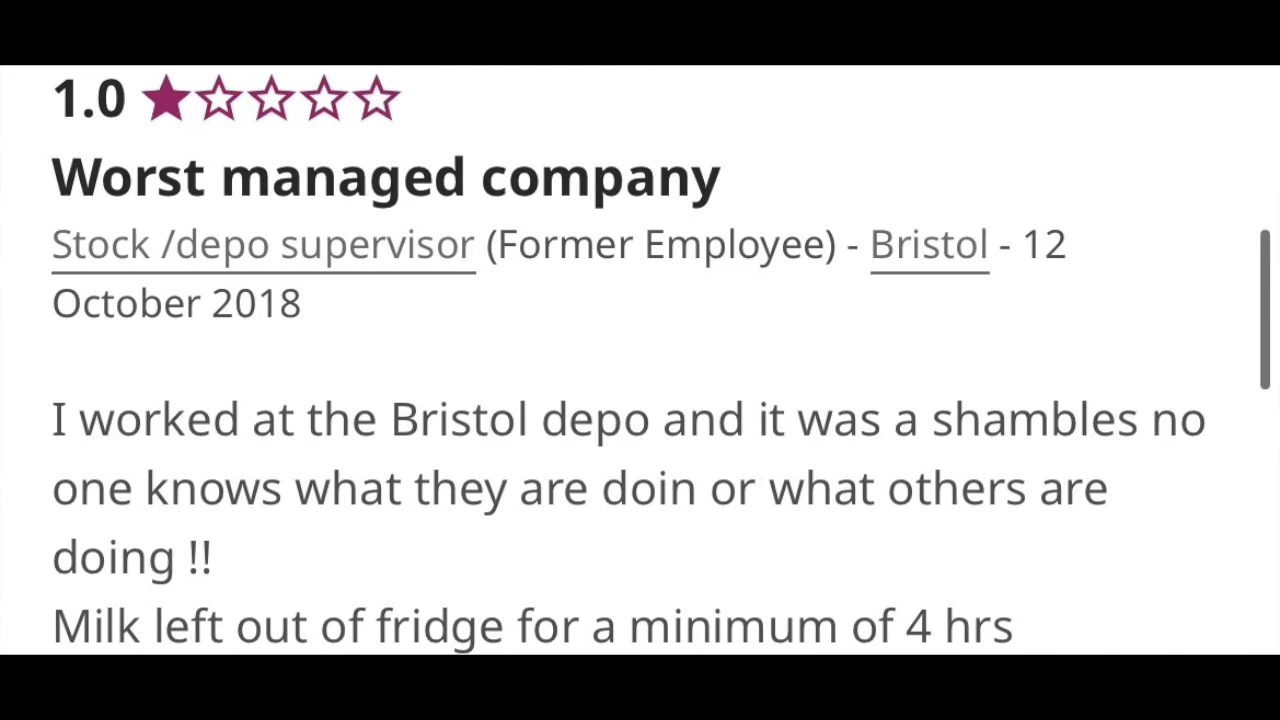 1.0
Worst managed company
Stock /depo supervisor (Former Employee) - Bristol - 12
October 2018
I worked at the Bristol depo and it was a shambles no
one knows what they are doin or what others are
doing !!
Milk left out of fridge for a minimum of 4 hrs